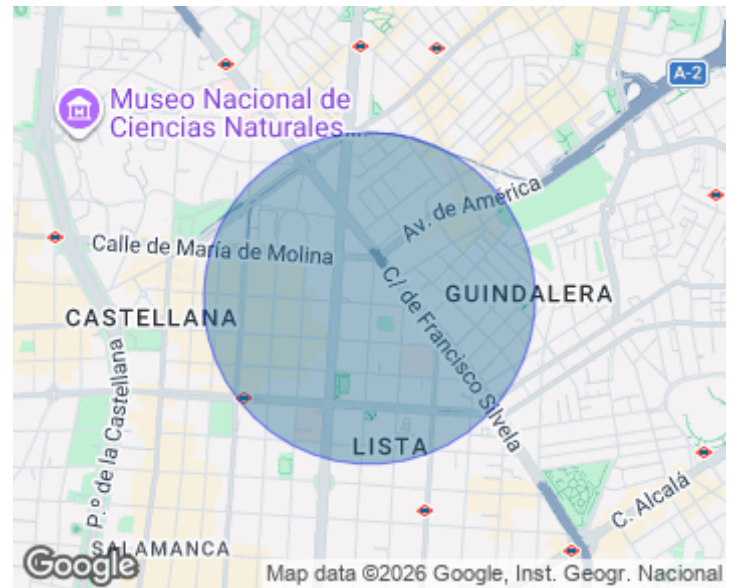 A-2
Museo Nacional de
Ciencias Naturales...
Av. de América
Calle de María de Molina
C/ de Francisco Silvela
GUINDALERA
CASTELLANA
P.º de la Castellana
LISTA
C. Alcalá
SALAMANCA
Google
Map data ©2026 Google, Inst. Geogr. Nacional